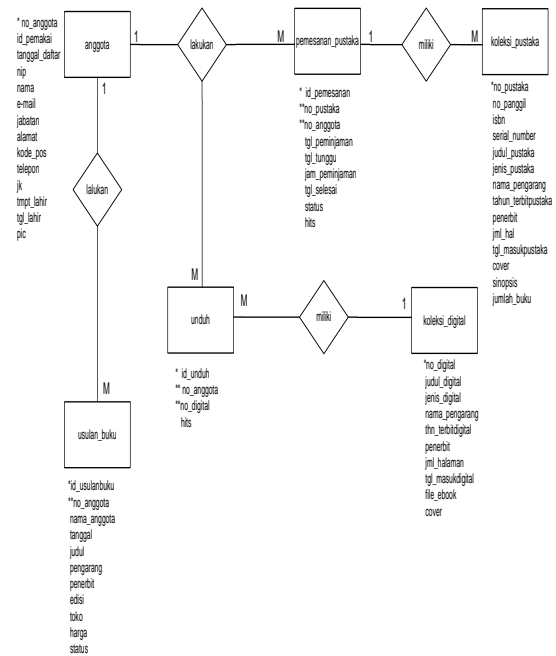 anggota
* no_anggota
id_pemakai
tanggal_daftar
nip
nama
e-mail
jabatan
alamat
kode_pos
telepon
jk
tmpt_lahir
tgl_lahir
pic
1
lakukan
M
pemesanan_pustaka
* id_pemesanan
**no_pustaka
**no_anggota
tgl_peminjaman
tgl_tunggu
jam_peminjaman
tgl_selesai
status
hits
1
miliki
M
koleksi_pustaka
*no_pustaka
no_panggil
isbn
serial_number
judul_pustaka
jenis_pustaka
nama_pengarang
tahun_terbitpustaka
penerbit
jml_hal
tgl_masukpustaka
cover
sinopsis
jumlah_buku
1
lalukan
M
usulan_buku
*id_usulanbuku
**no_anggota
nama_anggota
tanggal
judul
pengarang
penerbit
edisi
toko
harga
status
M
unduh
* id_unduh
** no_anggota
**no_digital
hits
M
miliki
1
koleksi_digital
*no_digital
judul_digital
jenis_digital
nama_pengarang
thn_terbitdigital
penerbit
jml_halaman
tgl_masukdigital
file_ebook
cover